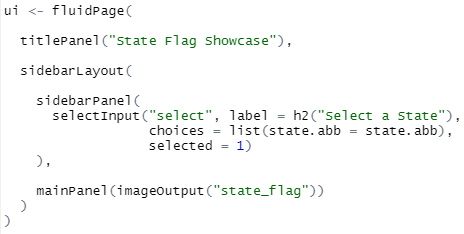 ui <- fluidPage(
titlePanel("State Flag Showcase"),
sidebarLayout(
sidebarPanel(
selectInput("select", label = h2("Select a State"),
choices = list(state.abb = state.abb),
selected = 1)
),
mainPanel(imageOutput("state_flag"))
)
)